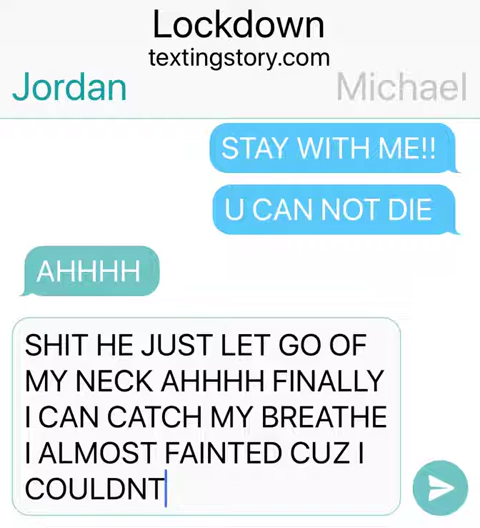 Lockdown
textingstory.com
Jordan Michael
STAY WITH ME!!
U CAN NOT DIE
AHHHH
SHIT HE JUST LET GO OF
MY NECK AHHHH FINALLY
I CAN CATCH MY BREATHE
I ALMOST FAINTED CUZ I
COULDNT